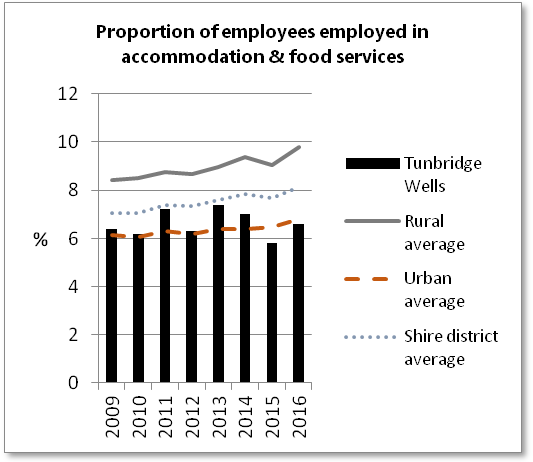 Proportion of employees employed in
accommodation & food services
12
10
8
6
4
2
0
%
2009
2010
2011
2012
2013
2014
2015
2016
Tunbridge
Wells
Rural
average
Urban
average
Shire district
average